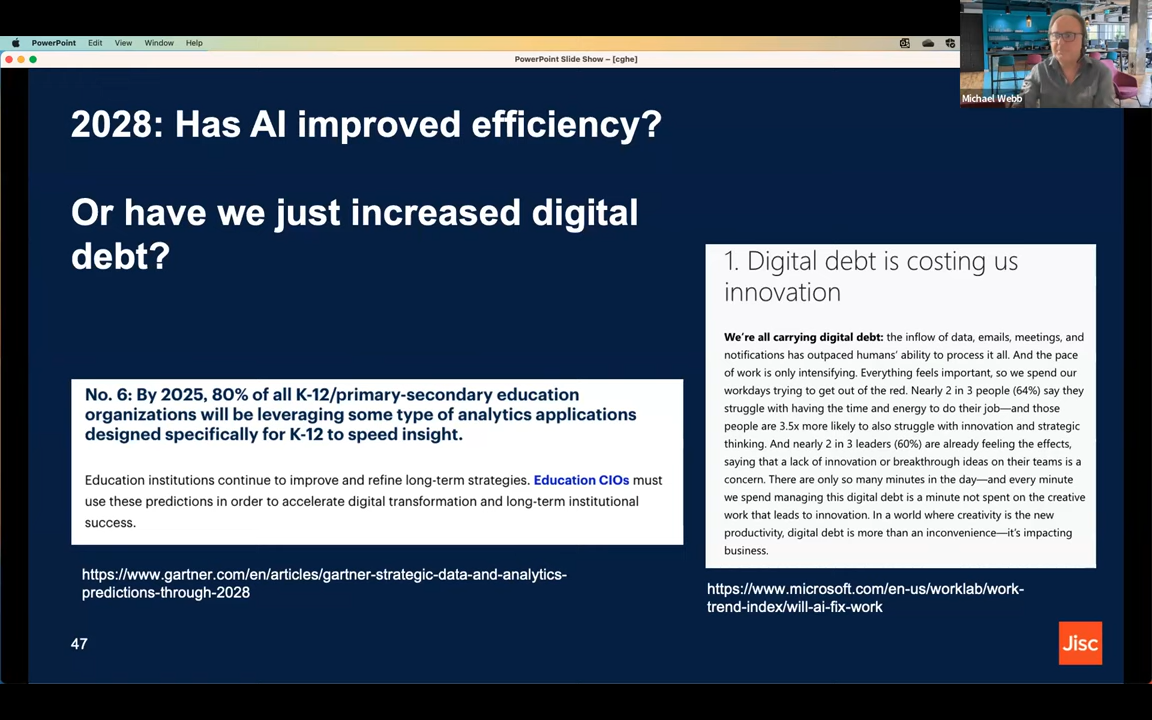 PowerPoint Edit View Window Help
PowerPoint Slide Show – [cghe]
Michael Webb
2028: Has AI improved efficiency?
Or have we just increased digital
debt?
No. 6: By 2025, 80% of all K-12/primary-secondary education
organizations will be leveraging some type of analytics applications
designed specifically for K-12 to speed insight.
Education institutions continue to improve and refine long-term strategies. Education CIOs must
use these predictions in order to accelerate digital transformation and long-term institutional
success.
https://www.gartner.com/en/articles/gartner-strategic-data-and-analytics-
predictions-through-2028
1. Digital debt is costing us
innovation
We're all carrying digital debt: the inflow of data, emails, meetings, and
notifications has outpaced humans' ability to process it all. And the pace
of work is only intensifying. Everything feels important, so we spend our
workdays trying to get out of the red. Nearly 2 in 3 people (64%) say they
struggle with having the time and energy to do their job—and those
people are 3.5x more likely to also struggle with innovation and strategic
thinking. And nearly 2 in 3 leaders (60%) are already feeling the effects,
saying that a lack of innovation or breakthrough ideas on their teams is a
concern. There are only so many minutes in the day—and every minute
we spend managing this digital debt is a minute not spent on the creative
work that leads to innovation. In a world where creativity is the new
productivity, digital debt is more than an inconvenience—it's impacting
business.
https://www.microsoft.com/en-us/worklab/work-
trend-index/will-ai-fix-work
47
Jisc